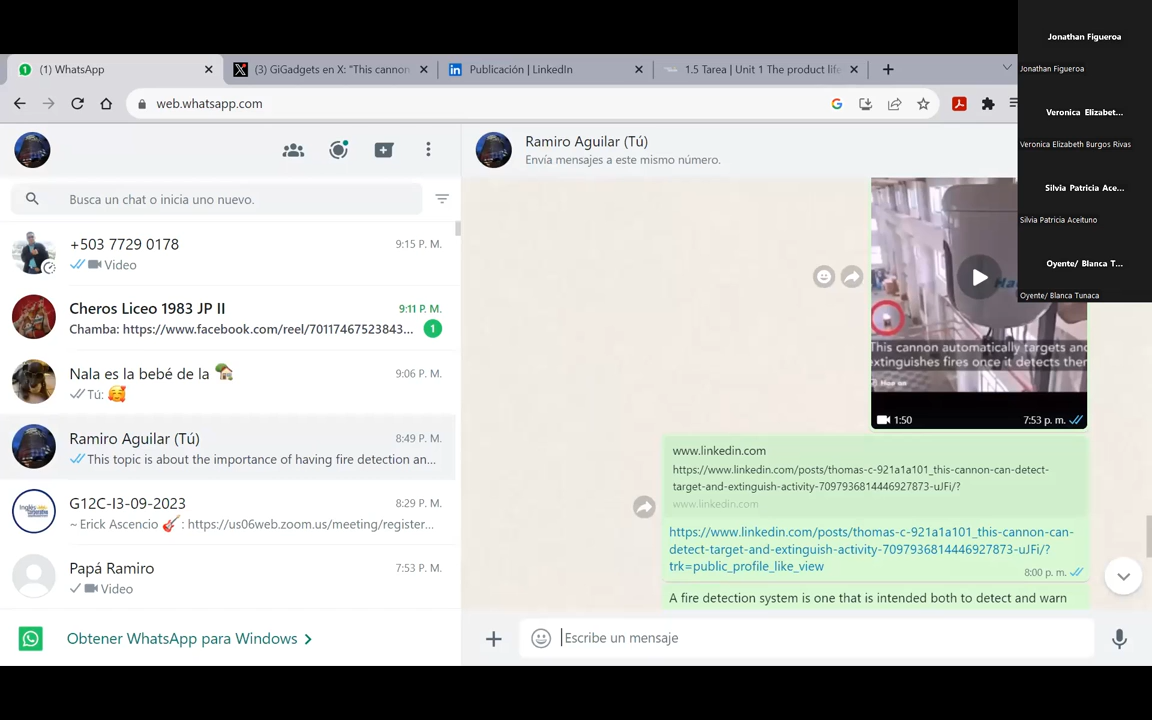 (1) WhatsApp
(3) GiGadgets en X: "This cannon
Publicación | LinkedIn
1.5 Tarea | Unit 1 The product life
web.whatsapp.com
Jonathan Figueroa
Jonathan Figueroa
Veronica Elizabet...
Veronica Elizabeth Burgos Rivas
Silvia Patricia Ace...
Silvia Patricia Aceituno
Oyente/ Blanca T...
Oyente/ Blanca Tunaca
Busca un chat o inicia uno nuevo.
+503 7729 0178
9:15 P. M.
Video
Cheros Liceo 1983 JP II
9:11 P. M.
Chamba: https://www.facebook.com/reel/70117467523843...
1
Nala es la bebé de la
9:06 P. M.
Tú: 🥰
Ramiro Aguilar (Tú)
8:49 P. M.
This topic is about the importance of having fire detection an...
G12C-I3-09-2023
8:29 P. M.
~ Erick Ascencio 🎸: https://us06web.zoom.us/meeting/register...
Papá Ramiro
7:53 P. M.
Video
Obtener WhatsApp para Windows
Ramiro Aguilar (Tú)
Envía mensajes a este mismo número.
This cannon automatically targets and
extinguishes fires once it detects them
1:50
7:53 p. m.
www.linkedin.com
https://www.linkedin.com/posts/thomas-c-921a1a101_this-cannon-can-detect-
target-and-extinguish-activity-7097936814446927873-uJFi/?
www.linkedin.com
https://www.linkedin.com/posts/thomas-c-921a1a101_this-cannon-can-
detect-target-and-extinguish-activity-7097936814446927873-uJFi/?
trk=public_profile_like_view
8:00 p. m.
A fire detection system is one that is intended both to detect and warn
Escribe un mensaje